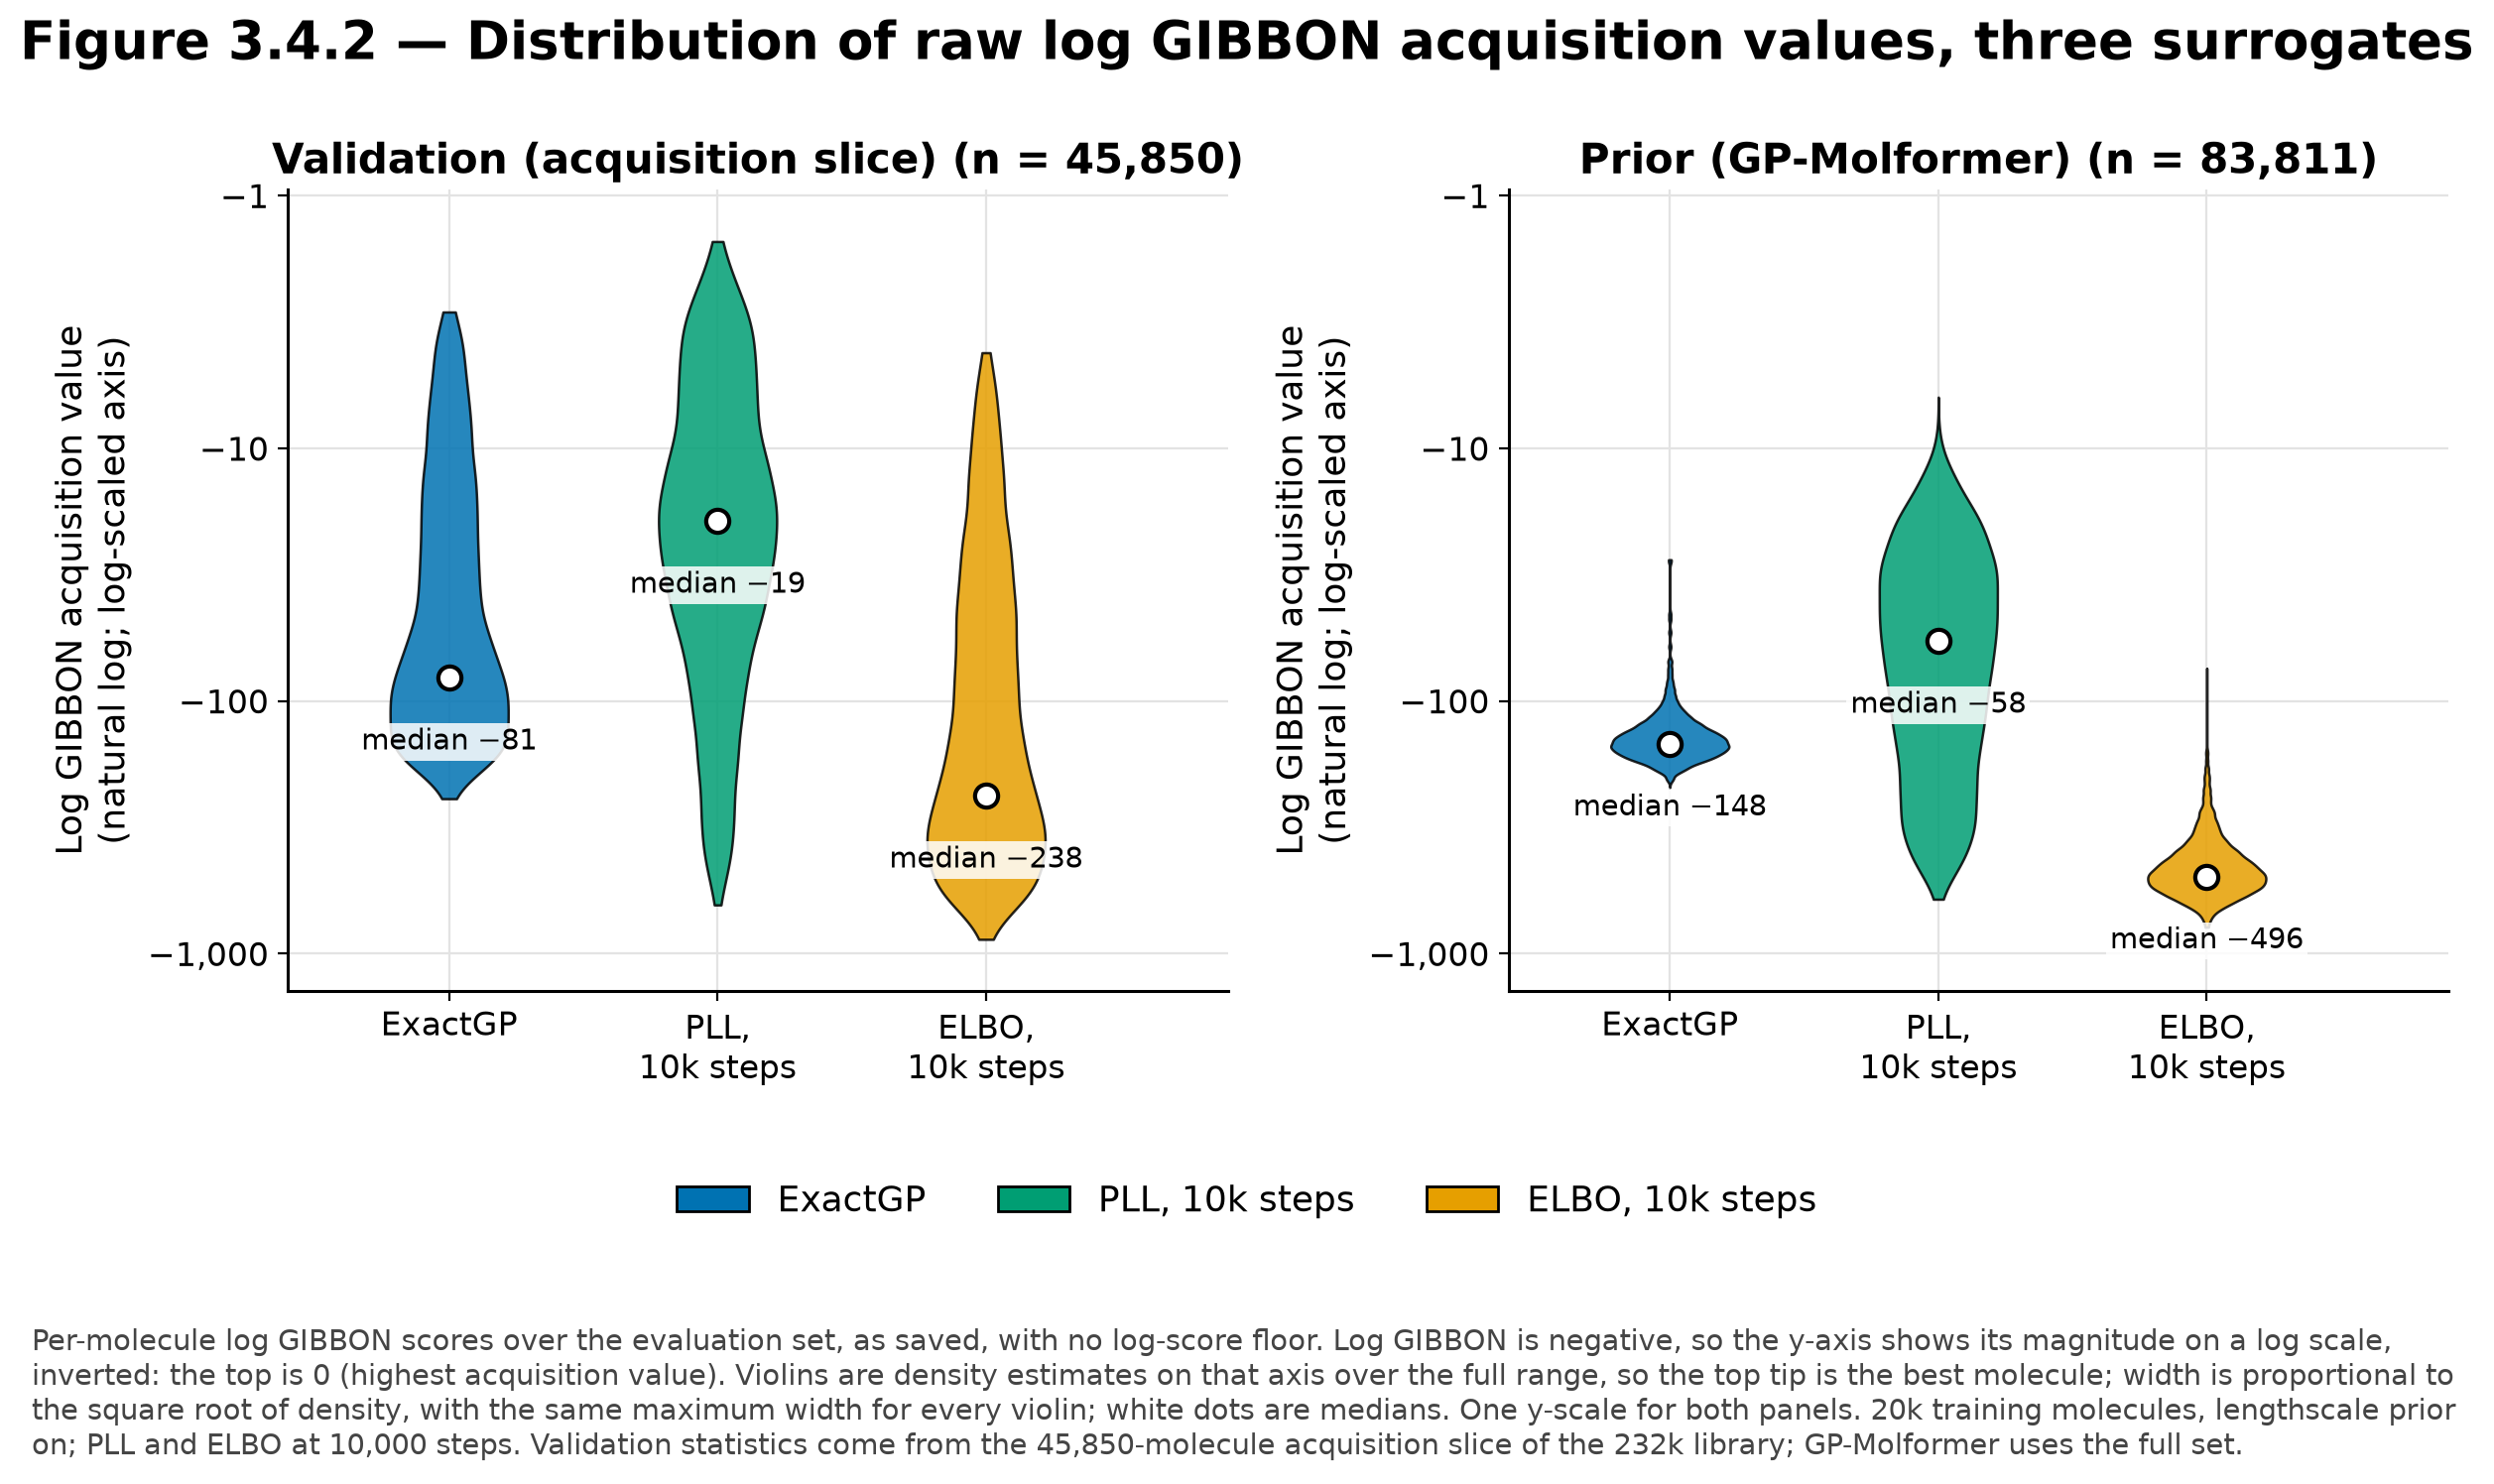 Figure 3.4.2 — Distribution of raw log GIBBON acquisition values, three surrogates
Validation (acquisition slice) (n = 45,850)
Log GIBBON acquisition value
(natural log; log-scaled axis)
−1
−10
−100
−1,000
median −81
median −19
median −238
ExactGP
PLL,
10k steps
ELBO,
10k steps
Prior (GP-Molformer) (n = 83,811)
Log GIBBON acquisition value
(natural log; log-scaled axis)
−1
−10
−100
−1,000
median −148
median −58
median −496
ExactGP
PLL,
10k steps
ELBO,
10k steps
ExactGP
PLL, 10k steps
ELBO, 10k steps
Per-molecule log GIBBON scores over the evaluation set, as saved, with no log-score floor. Log GIBBON is negative, so the y-axis shows its magnitude on a log scale,
inverted: the top is 0 (highest acquisition value). Violins are density estimates on that axis over the full range, so the top tip is the best molecule; width is proportional to
the square root of density, with the same maximum width for every violin; white dots are medians. One y-scale for both panels. 20k training molecules, lengthscale prior
on; PLL and ELBO at 10,000 steps. Validation statistics come from the 45,850-molecule acquisition slice of the 232k library; GP-Molformer uses the full set.